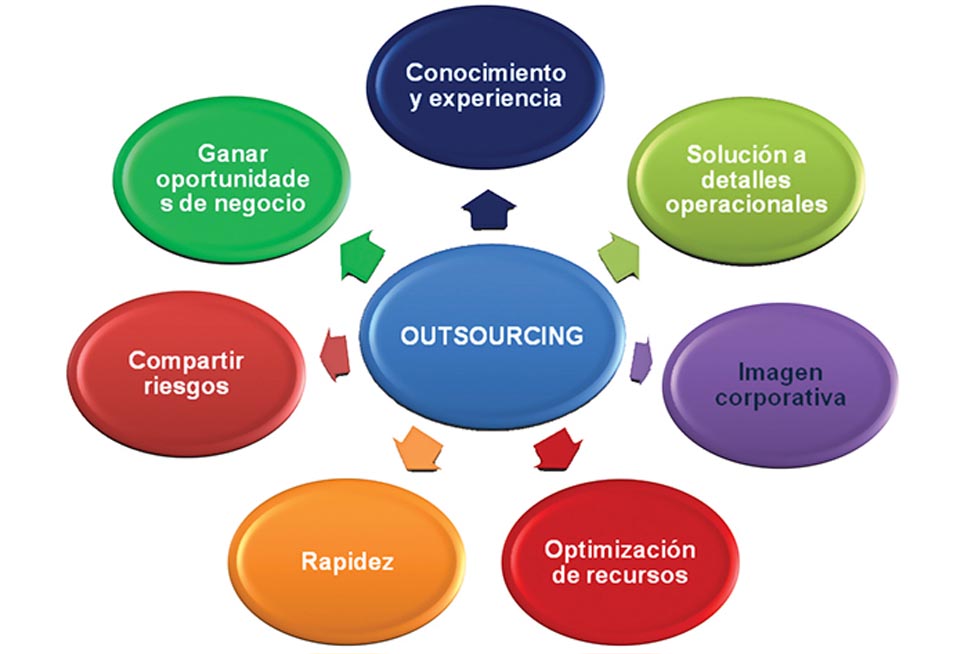 Conocimiento
y experiencia
Ganar
oportunidade
s de negocio
Solución a
detalles
operacionales
OUTSOURCING
Compartir
riesgos
Imagen
corporativa
Rapidez
Optimización
de recursos